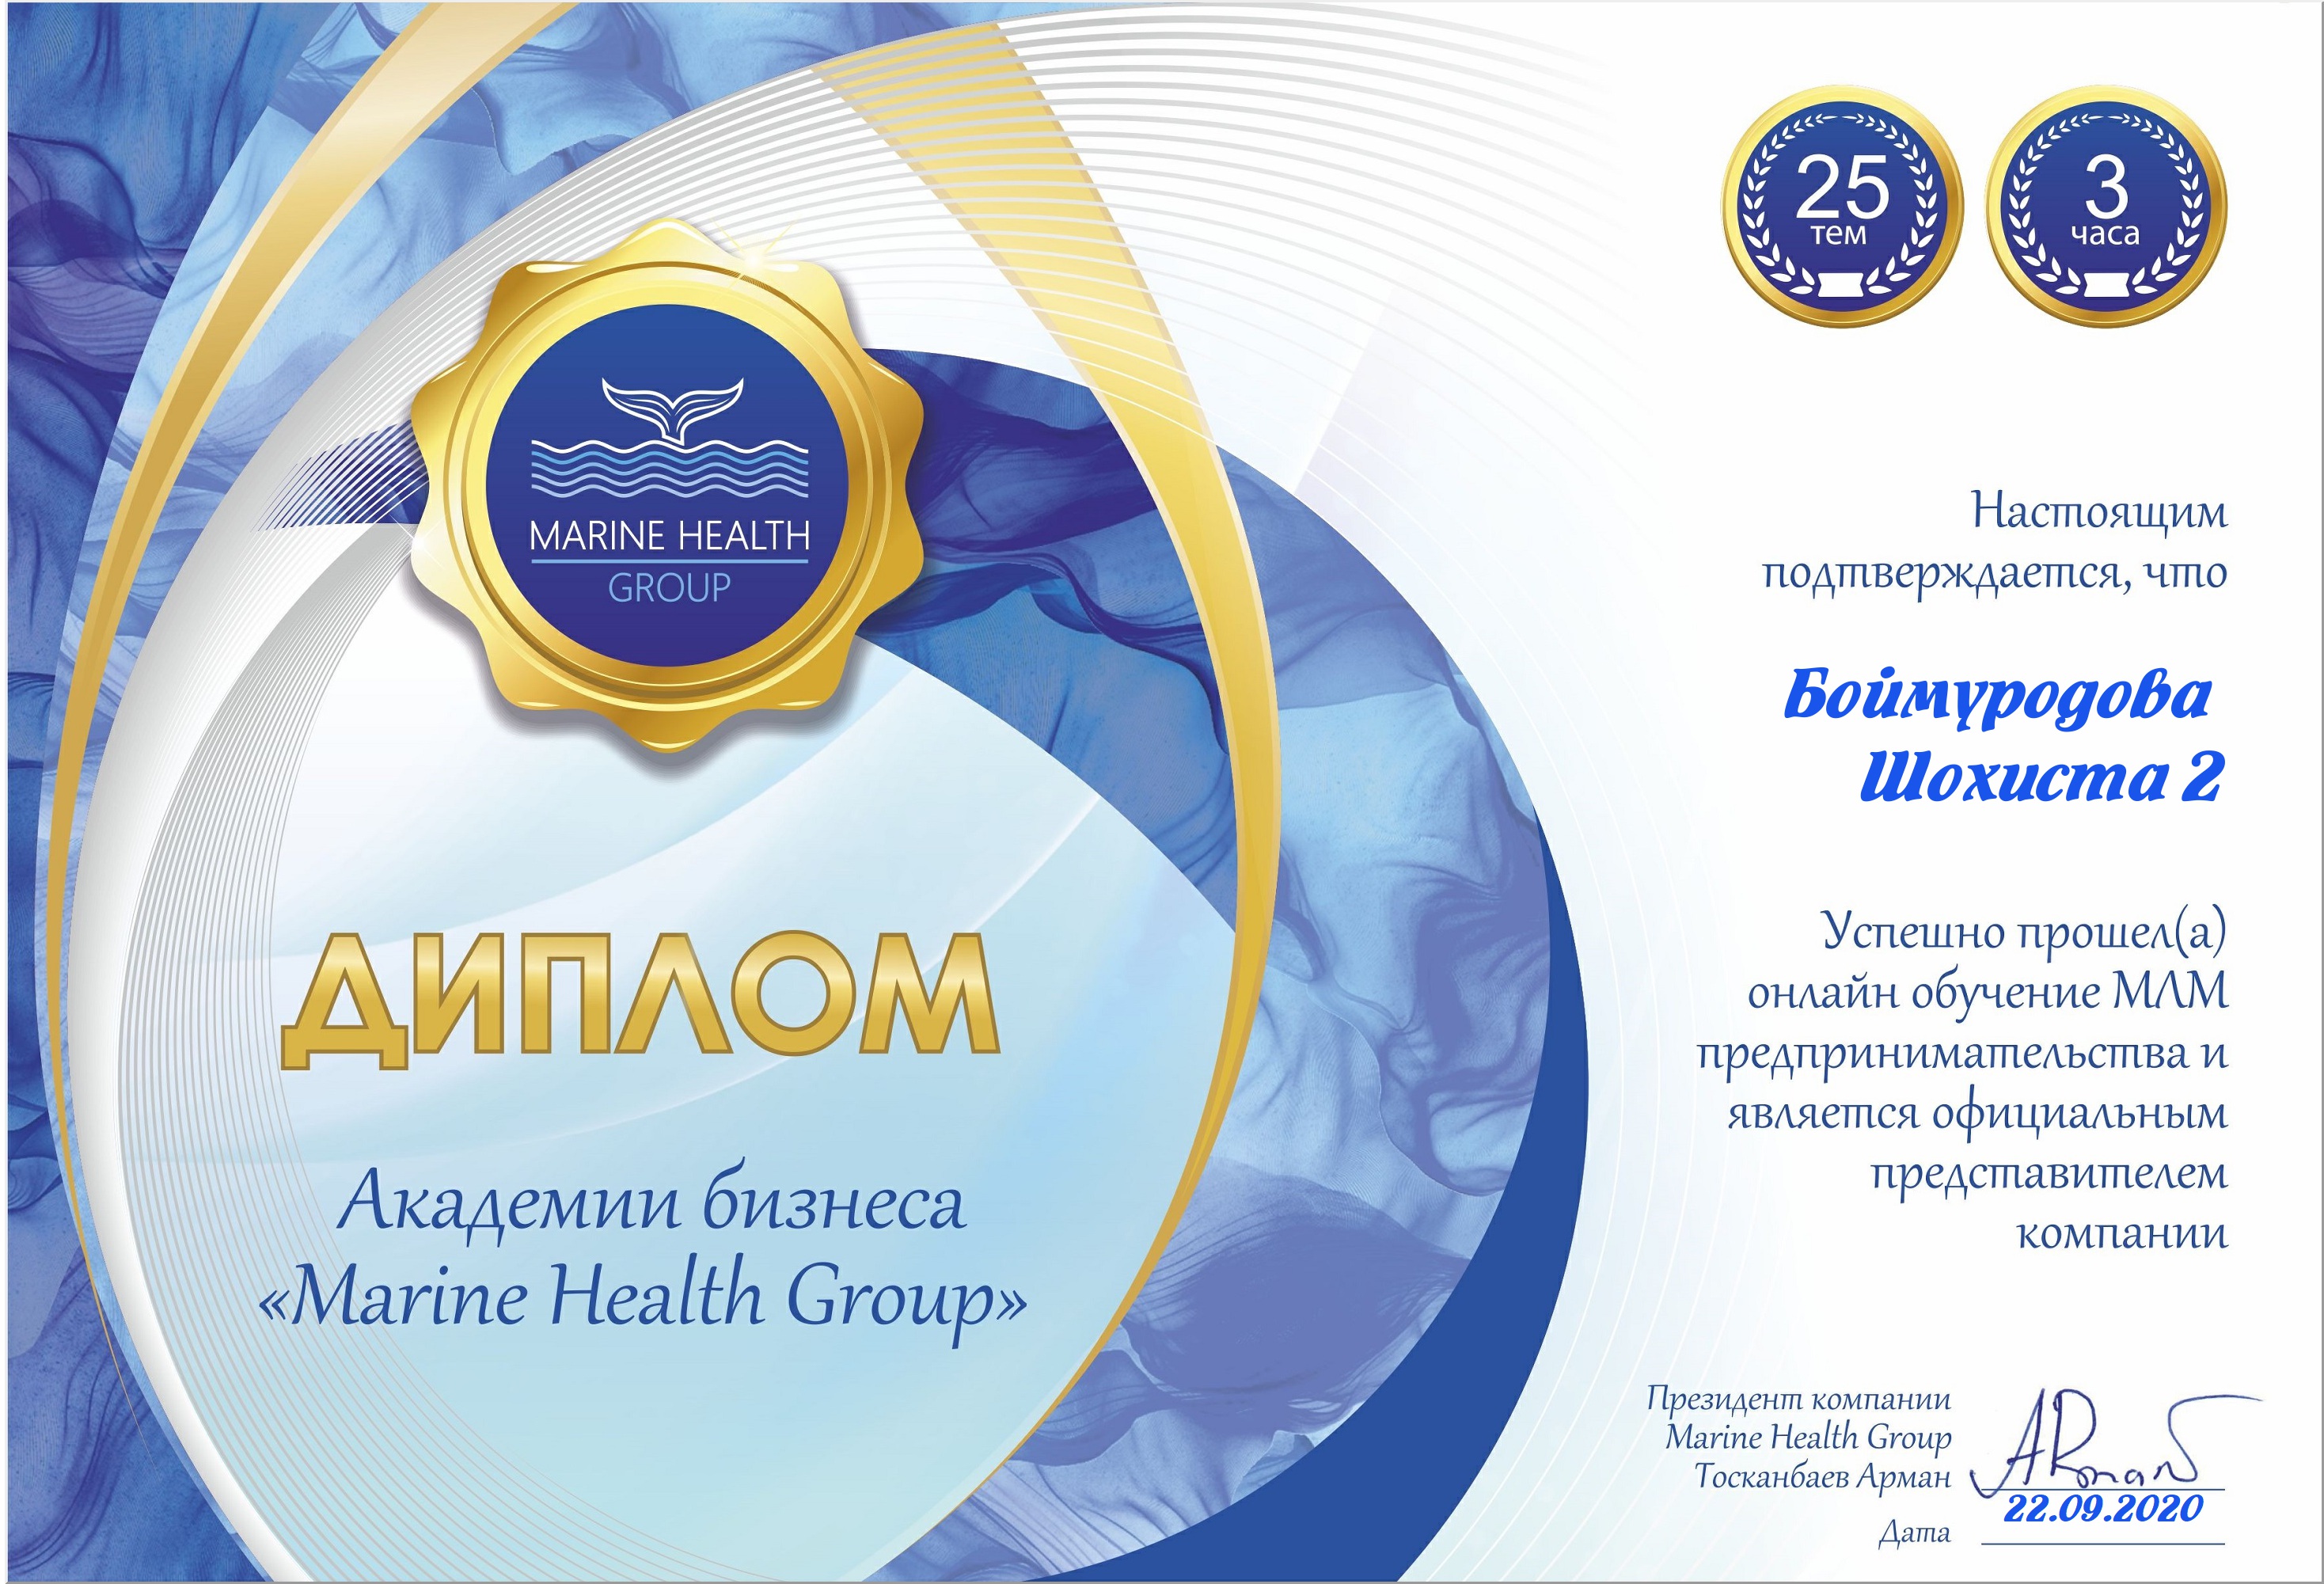 25
тем
3
часа
MARINE HEALTH
GROUP
ДИПЛОМ
Академии бизнеса
«Marine Health Group»
Настоящим
подтверждается, что
Боймуродова
Шохиста 2
Успешно прошел(а)
онлайн обучение МЛМ
предпринимательства и
является официальным
представителем
компании
Президент компании
Marine Health Group
Тосканбаев Арман
22.09.2020
Дата